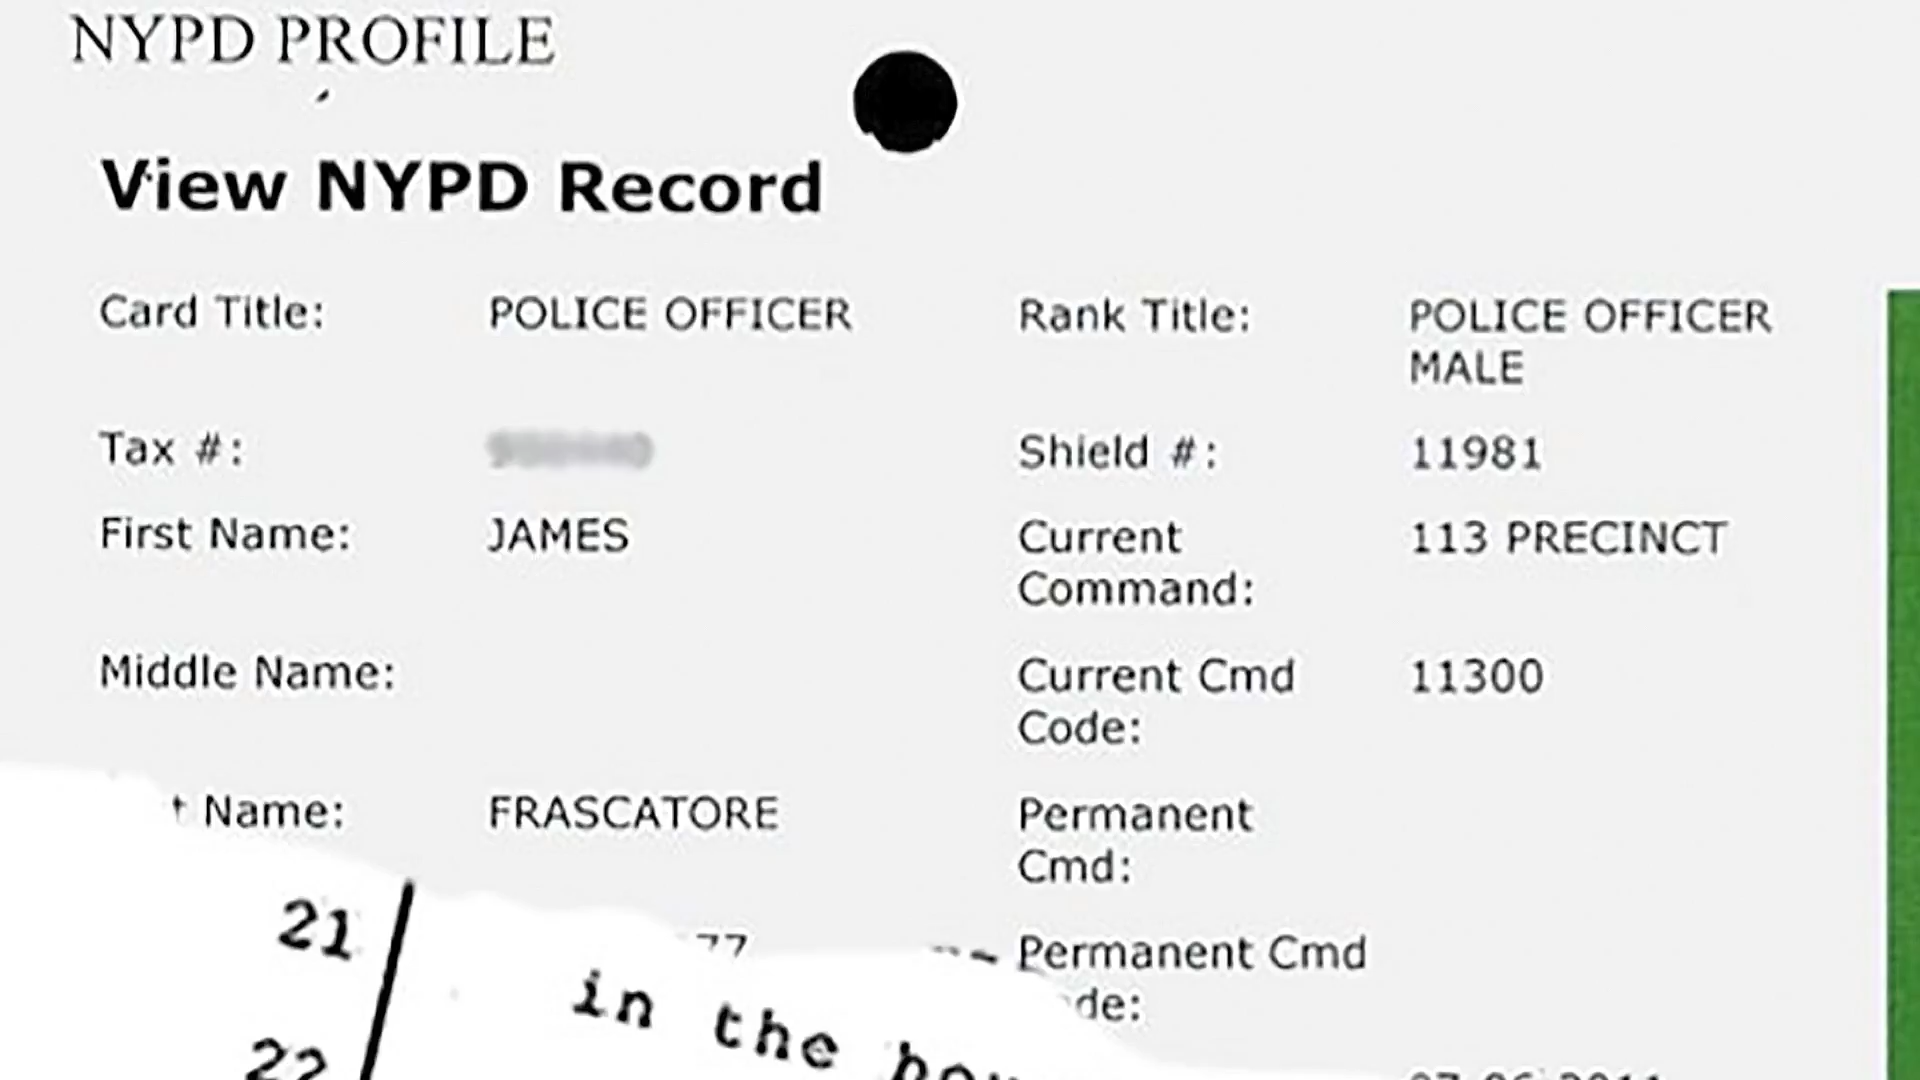 NYPD PROFILE
View NYPD Record
Card Title: POLICE OFFICER Rank Title: POLICE OFFICER
MALE
Tax #: Shield #: 11981
First Name: JAMES Current 113 PRECINCT
Command:
Middle Name: Current Cmd 11300
Code:
Name: FRASCATORE Permanent
Cmd:
77 Permanent Cmd
21
in the
22